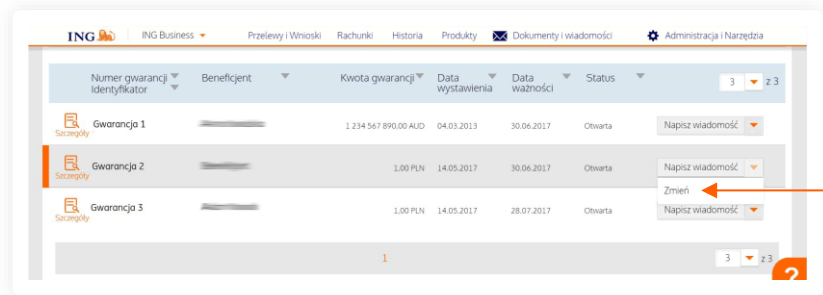 ING ING Business Przelewy i Wnioski Rachunki Historia Produkty Dokumenty i wiadomości Administracja i Narzędzia
Numer gwarancji Beneficjent Kwota gwarancji Data Data Status 3 z 3
Identyfikator wystawienia ważności
Gwarancja 1 1 234 567 890,00 AUD 04.03.2013 30.06.2017 Otwarta Napisz wiadomość
Szczegóły
Gwarancja 2 1,00 PLN 14.05.2017 30.06.2017 Otwarta Napisz wiadomość
Szczegóły
Zmień
Gwarancja 3 1,00 PLN 14.05.2017 28.07.2017 Otwarta Napisz wiadomość
Szczegóły
1 3 z 3
?